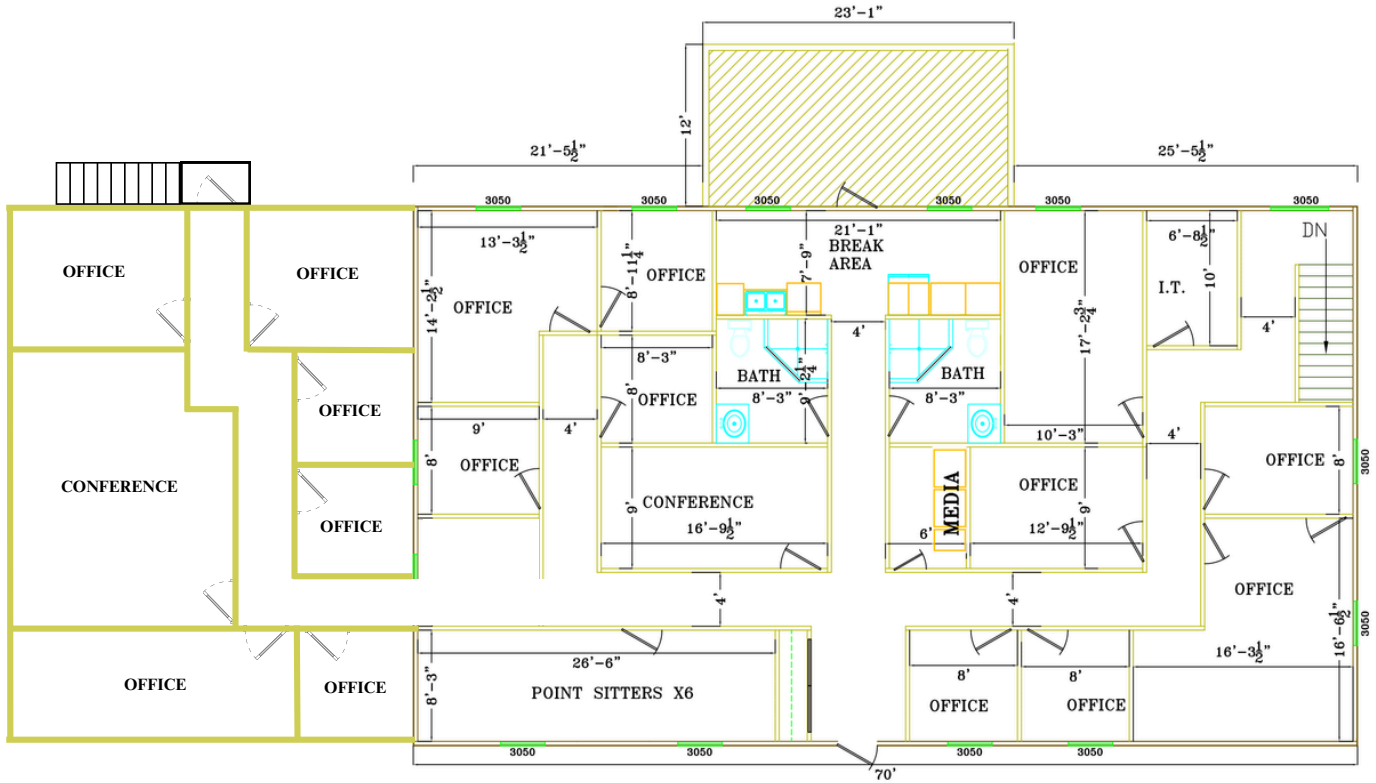 23'-1"
12'
21'-5½"
25'-5½"
3050
3050
3050
3050
3050
3050
OFFICE
OFFICE
13'-3½"
OFFICE
8'-11¼"
OFFICE
14'-2½"
21'-1"
BREAK
AREA
7'-9"
4'
OFFICE
17'-2¾"
6'-8½"
I.T.
10'
DN
4'
OFFICE
8'-3"
8'
OFFICE
BATH
8'-3"
9'-2¼"
BATH
8'-3"
10'-3"
9'
4'
8'
OFFICE
4'
OFFICE
8'
3050
CONFERENCE
OFFICE
9'
CONFERENCE
16'-9½"
MEDIA
6'
OFFICE
12'-9½"
9'
4'
4'
OFFICE
16'-6½"
3050
16'-3½"
OFFICE
OFFICE
8'-3"
26'-6"
POINT SITTERS X6
8'
OFFICE
8'
OFFICE
3050
3050
3050
3050
70'